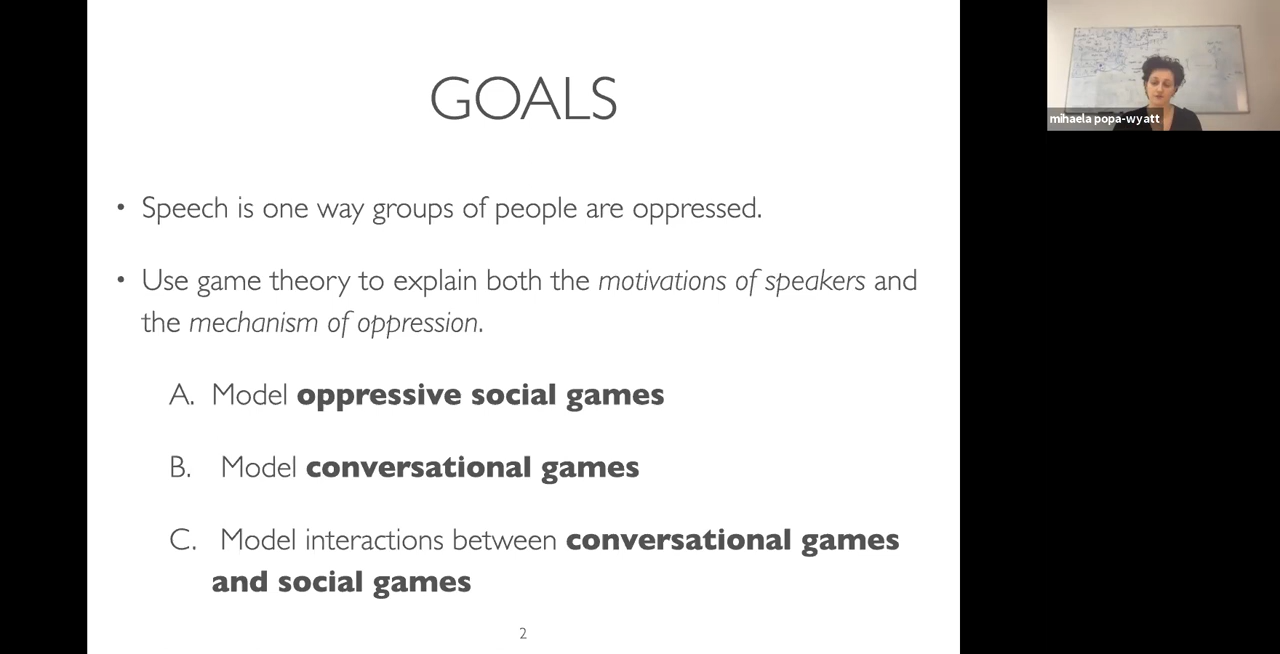 GOALS
• Speech is one way groups of people are oppressed.
• Use game theory to explain both the motivations of speakers and
the mechanism of oppression.
A. Model oppressive social games
B. Model conversational games
C. Model interactions between conversational games
and social games
2
mihaela popa-wyatt